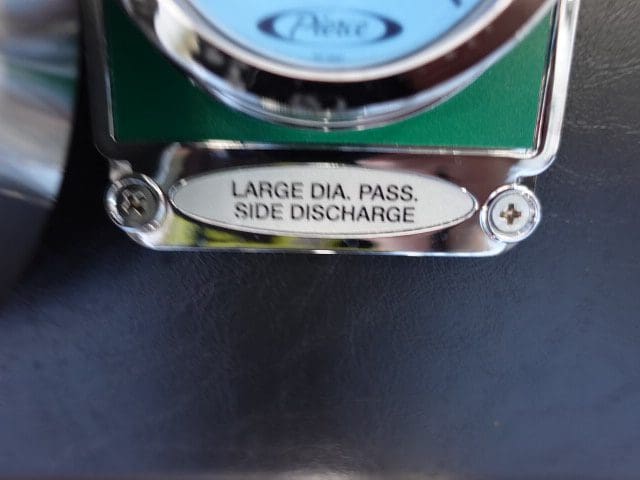 Pierce
LARGE DIA. PASS.
SIDE DISCHARGE